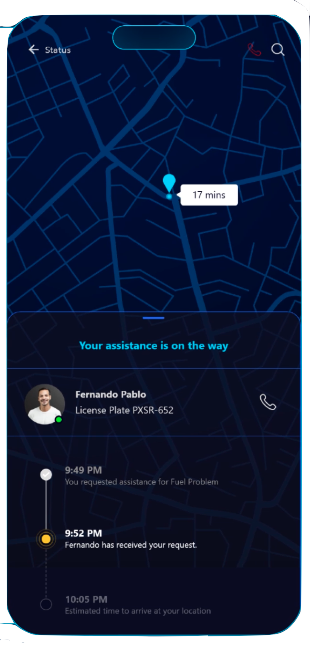 Status
17 mins
Your assistance is on the way
Fernando Pablo
License Plate PXSR-652
9:49 PM
You requested assistance for Fuel Problem
9:52 PM
Fernando has received your request.
10:05 PM
Estimated time to arrive at your location